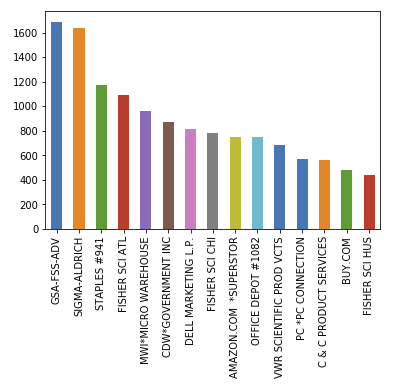 1600
1400
1200
1000
800
600
400
200
0
GSA-FSS-ADV
SIGMA-ALDRICH
STAPLES #941
FISHER SCI ATL
MWI*MICRO WAREHOUSE
CDW*GOVERNMENT INC
DELL MARKETING L.P.
FISHER SCI CHI
AMAZON.COM  *SUPERSTOR
OFFICE DEPOT #1082
VWR SCIENTIFIC PROD VCTS
PC *PC CONNECTION
C & C PRODUCT SERVICES
BUY.COM
FISHER SCI HUS